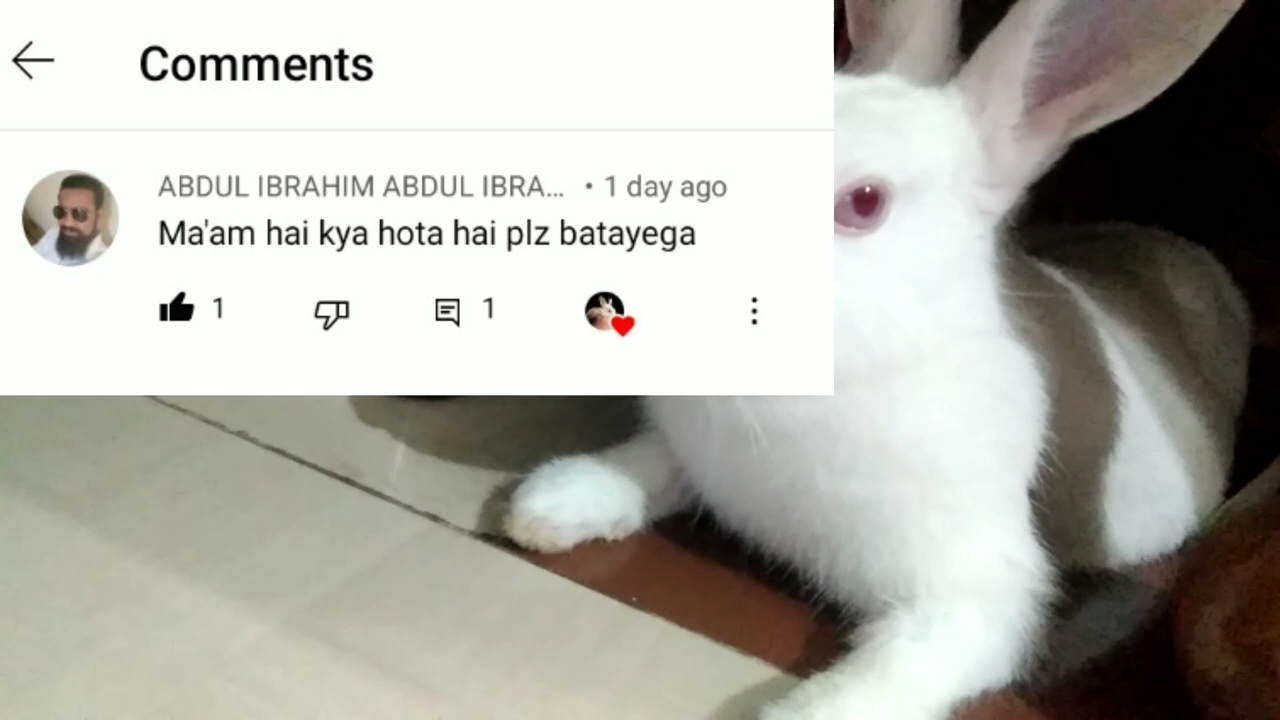 Comments
ABDUL IBRAHIM ABDUL IBRA... • 1 day ago
Ma'am hai kya hota hai plz batayega
1 1